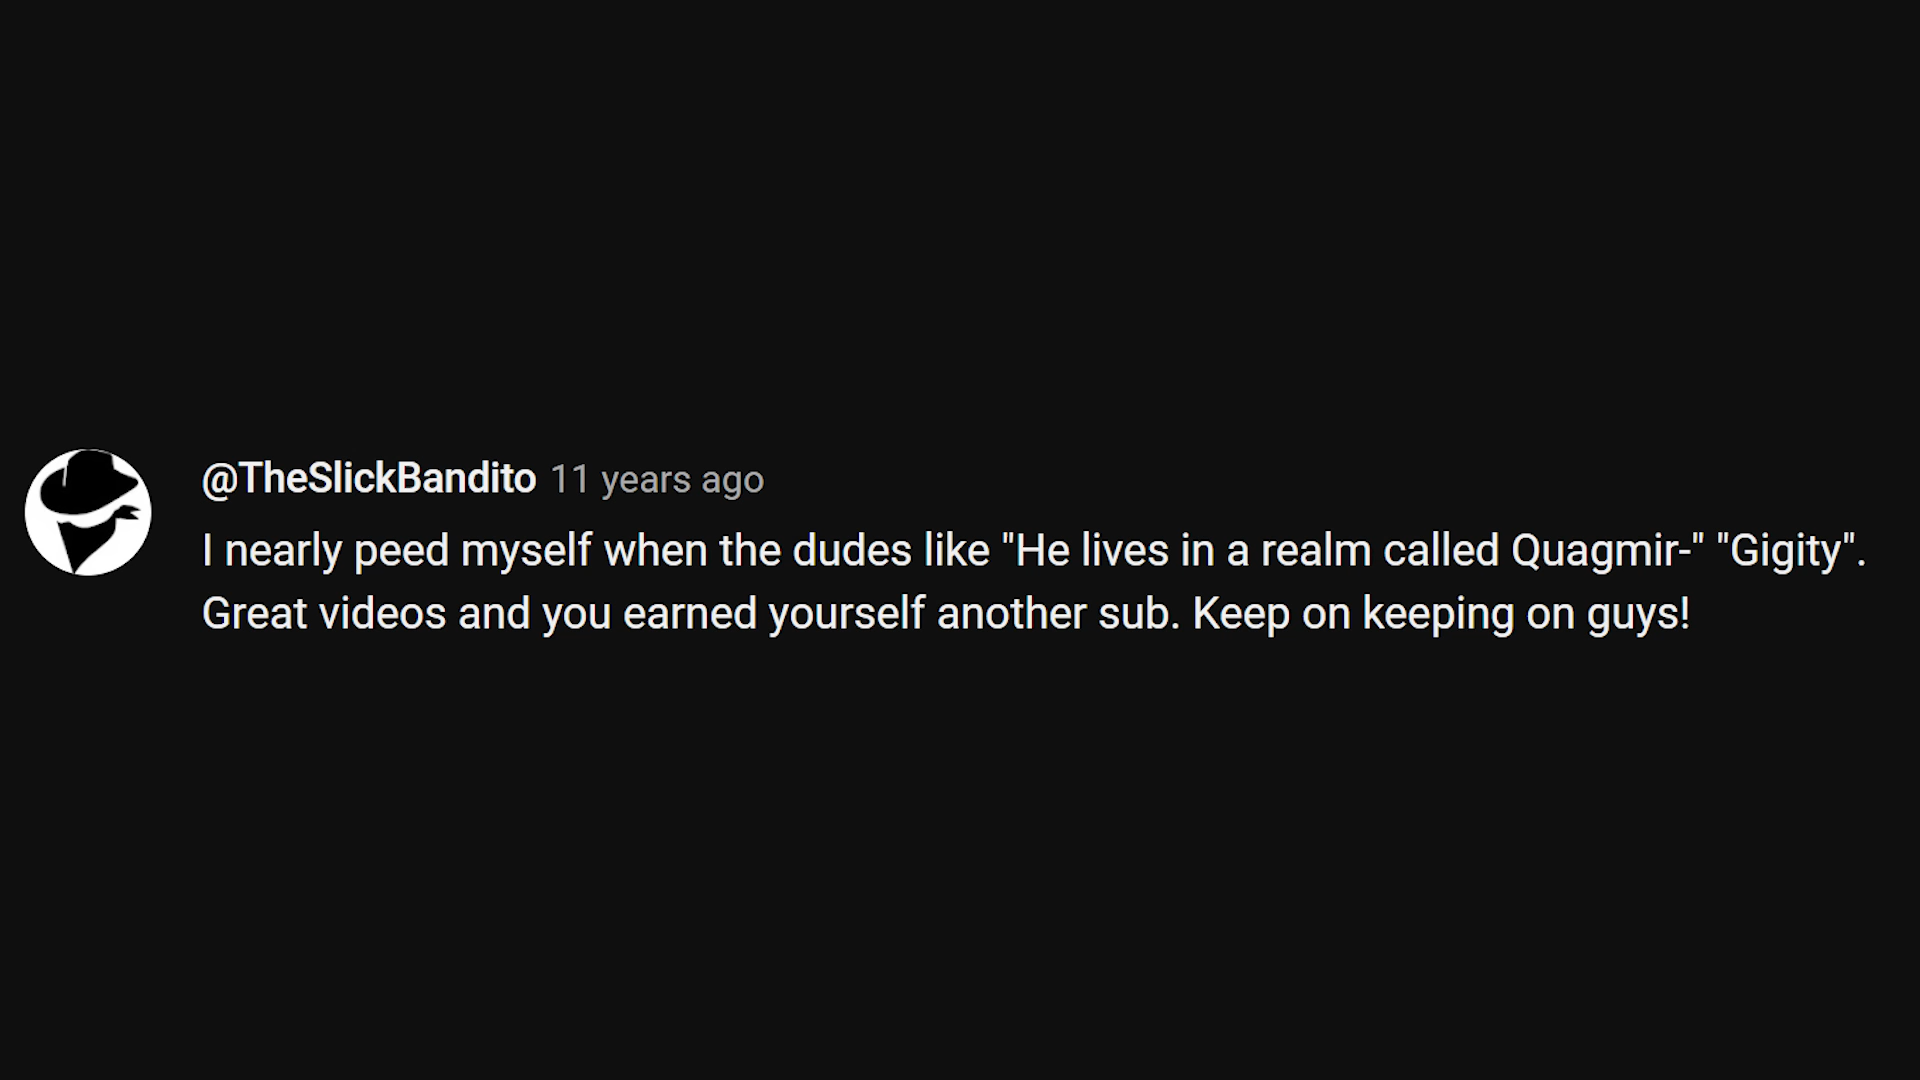 @TheSlickBandito 11 years ago
I nearly peed myself when the dudes like "He lives in a realm called Quagmir-" "Gigity".
Great videos and you earned yourself another sub. Keep on keeping on guys!